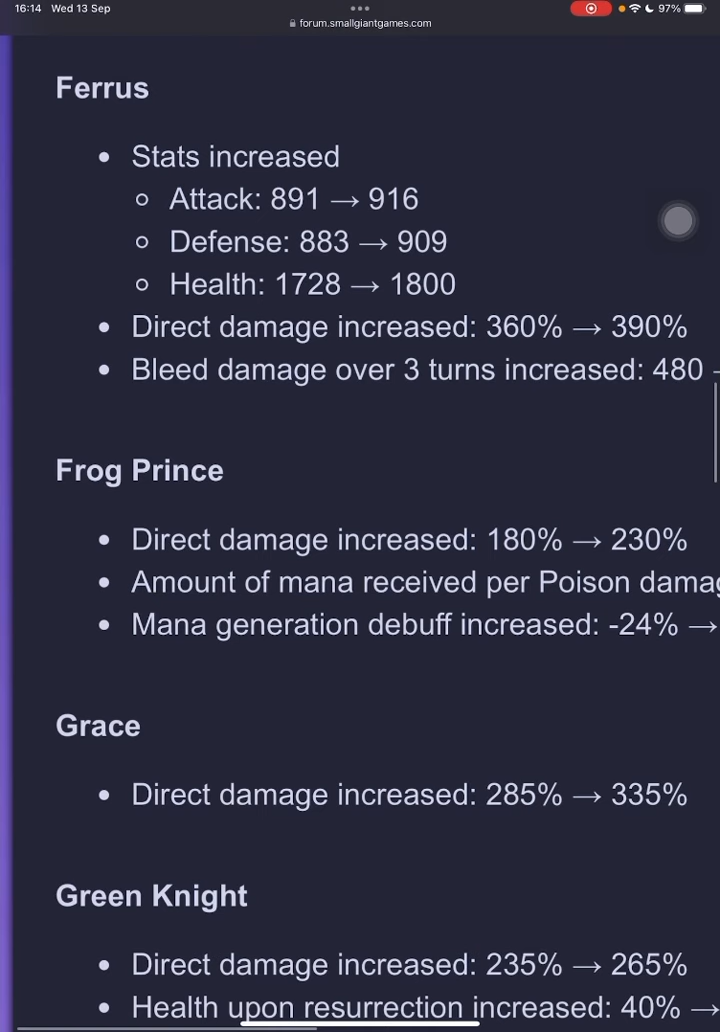 16:14 Wed 13 Sep
97%
forum.smallgiantgames.com
Ferrus
• Stats increased
○ Attack: 891 → 916
○ Defense: 883 → 909
○ Health: 1728 → 1800
• Direct damage increased: 360% → 390%
• Bleed damage over 3 turns increased: 480
Frog Prince
• Direct damage increased: 180% → 230%
• Amount of mana received per Poison
• Mana generation debuff increased: -24% →
Grace
• Direct damage increased: 285% → 335%
Green Knight
• Direct damage increased: 235% → 265%
• Health upon resurrection increased: 40% →